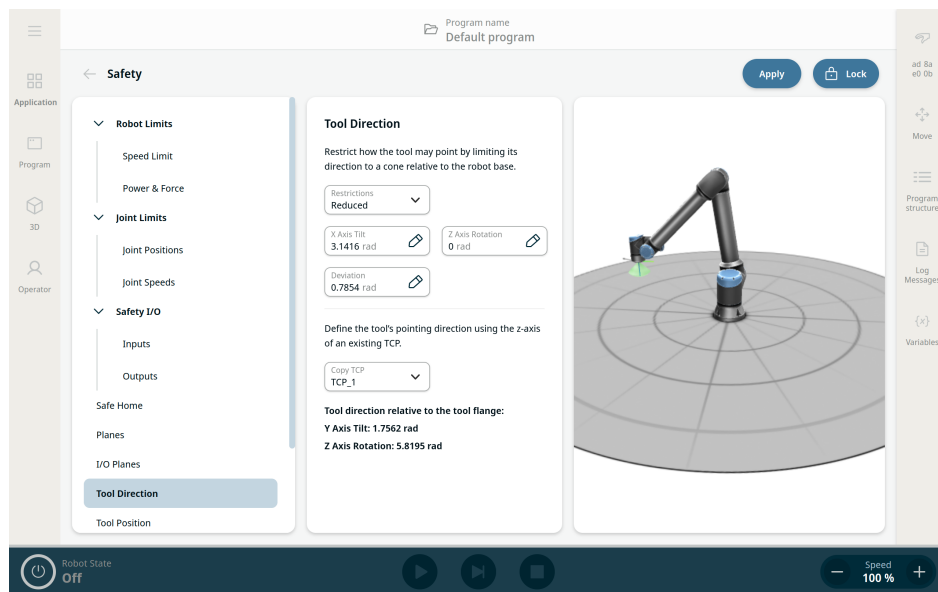 Program name
Default program
Safety
Apply
Lock
Application
Program
3D
Operator
Robot Limits
Speed Limit
Power & Force
Joint Limits
Joint Positions
Joint Speeds
Safety I/O
Inputs
Outputs
Safe Home
Planes
I/O Planes
Tool Direction
Tool Position
Tool Direction
Restrict how the tool may point by limiting its
direction to a cone relative to the robot base.
Restrictions
Reduced
X Axis Tilt
3.1416 rad
Z Axis Rotation
0 rad
Deviation
0.7854 rad
Define the tool's pointing direction using the z-axis
of an existing TCP.
Copy TCP
TCP_1
Tool direction relative to the tool flange:
Y Axis Tilt: 1.7562 rad
Z Axis Rotation: 5.8195 rad
ad 8a
e0 0b
Move
Program
structure
Log
Messages
{x}
Variables
Robot State
Off
Speed
100 %